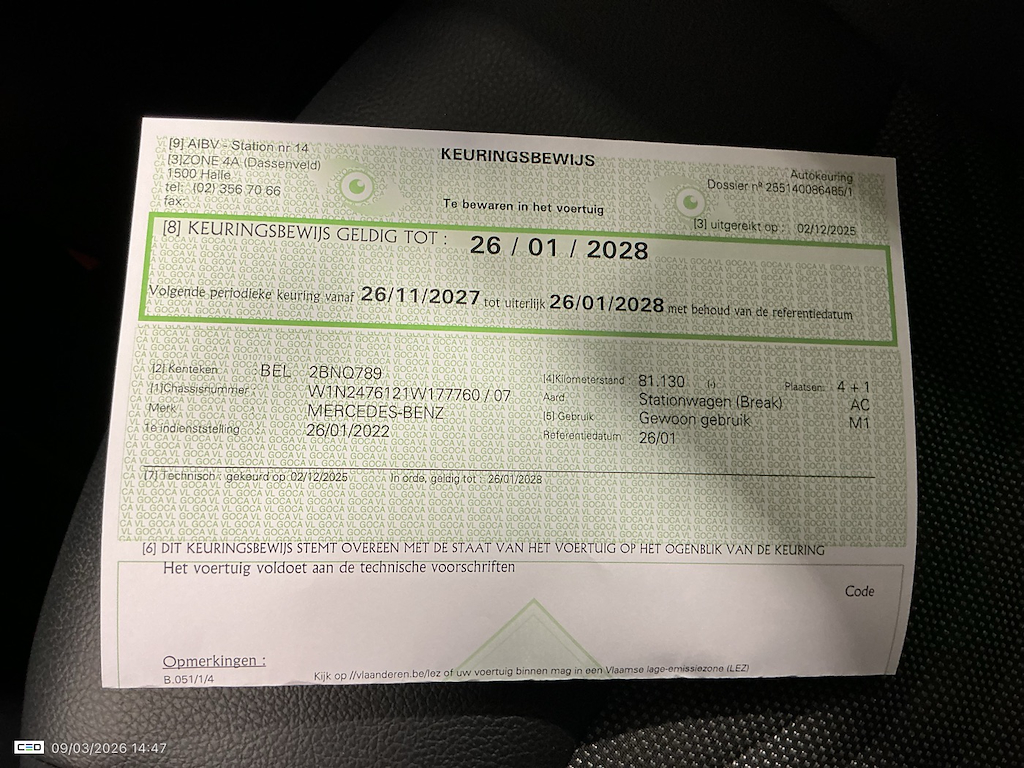 [9] AIBV - Station nr 14
[3]ZONE 4A (Dassenveld)
1500 Halle
tel: (02) 356 70 66
fax:
KEURINGSBEWIJS
Te bewaren in het voertuig
Autokeuring
Dossier nº 255140086485/1
[3] uitgereikt op : 02/12/2025
[8] KEURINGSBEWIJS GELDIG TOT : 26 / 01 / 2028
Volgende periodieke keuring vanaf 26/11/2027 tot uiterlijk 26/01/2028 met behoud van de referentiedatum
[2] Kenteken : BEL 2BNQ789
[1]Chassisnummer : W1N2476121W177760 / 07
Merk MERCEDES-BENZ
1e indienststelling : 26/01/2022
[4]Kilometerstand : 81.130 (-) Plaatsen: 4 + 1
Aard Stationwagen (Break) AC
[5] Gebruik Gewoon gebruik M1
Referentiedatum 26/01
[7] Technisch : gekeurd op 02/12/2025 In orde, geldig tot : 26/01/2028
[6] DIT KEURINGSBEWIJS STEMT OVEREEN MET DE STAAT VAN HET VOERTUIG OP HET OGENBLIK VAN DE KEURING
Het voertuig voldoet aan de technische voorschriften
Code
Opmerkingen :
B.051/1/4
Kijk op //vlaanderen.be/lez of uw voertuig binnen mag in een Vlaamse lage-emissiezone (LEZ)
CEO 09/03/2026 14:47